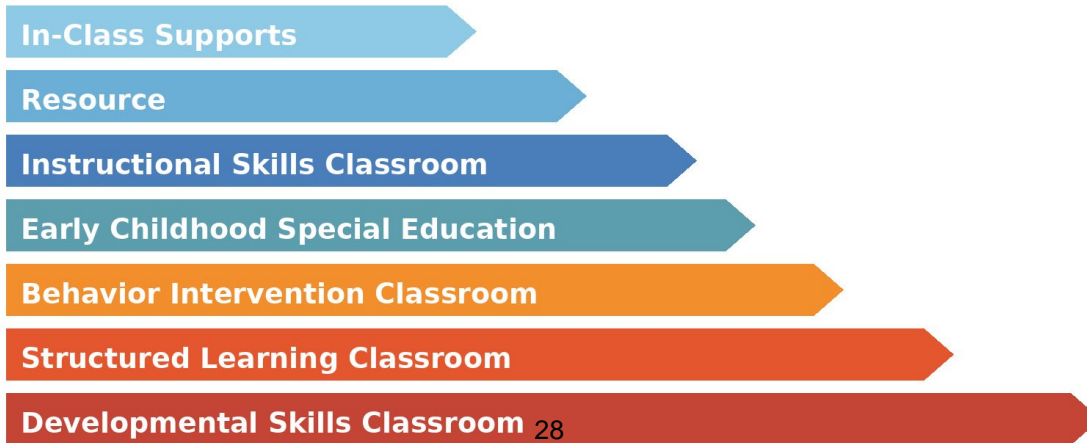 In-Class Supports
Resource
Instructional Skills Classroom
Early Childhood Special Education
Behavior Intervention Classroom
Structured Learning Classroom
Developmental Skills Classroom 28